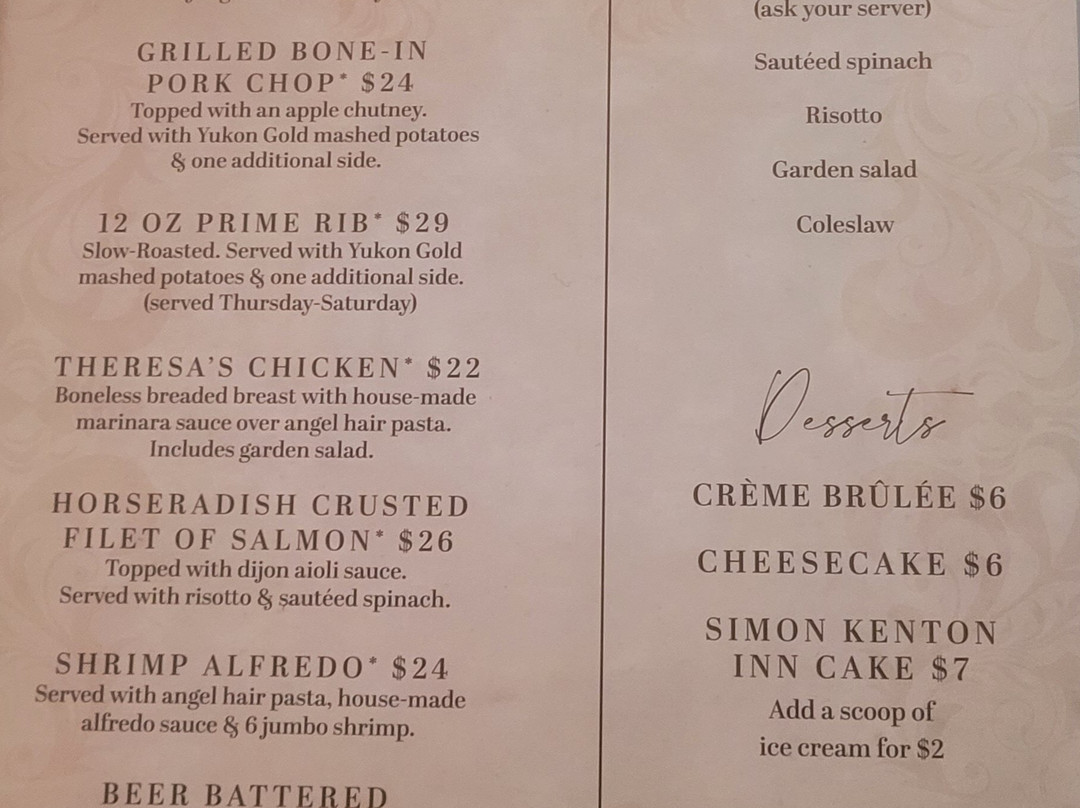 GRILLED BONE-IN
PORK CHOP* $24
Topped with an apple chutney.
Served with Yukon Gold mashed potatoes
& one additional side.
12 OZ PRIME RIB* $29
Slow-Roasted. Served with Yukon Gold
mashed potatoes & one additional side.
(served Thursday-Saturday)
THERESA'S CHICKEN* $22
Boneless breaded breast with house-made
marinara sauce over angel hair pasta.
Includes garden salad.
HORSERADISH CRUSTED
FILET OF SALMON* $26
Topped with dijon aioli sauce.
Served with risotto & sautéed spinach.
SHRIMP ALFREDO* $24
Served with angel hair pasta, house-made
alfredo sauce & 6 jumbo shrimp.
BEER BATTERED
(ask your server)
Sautéed spinach
Risotto
Garden salad
Coleslaw
Desserts
CRÈME BRÛLÉE $6
CHEESECAKE $6
SIMON KENTON
INN CAKE $7
Add a scoop of
ice cream for $2